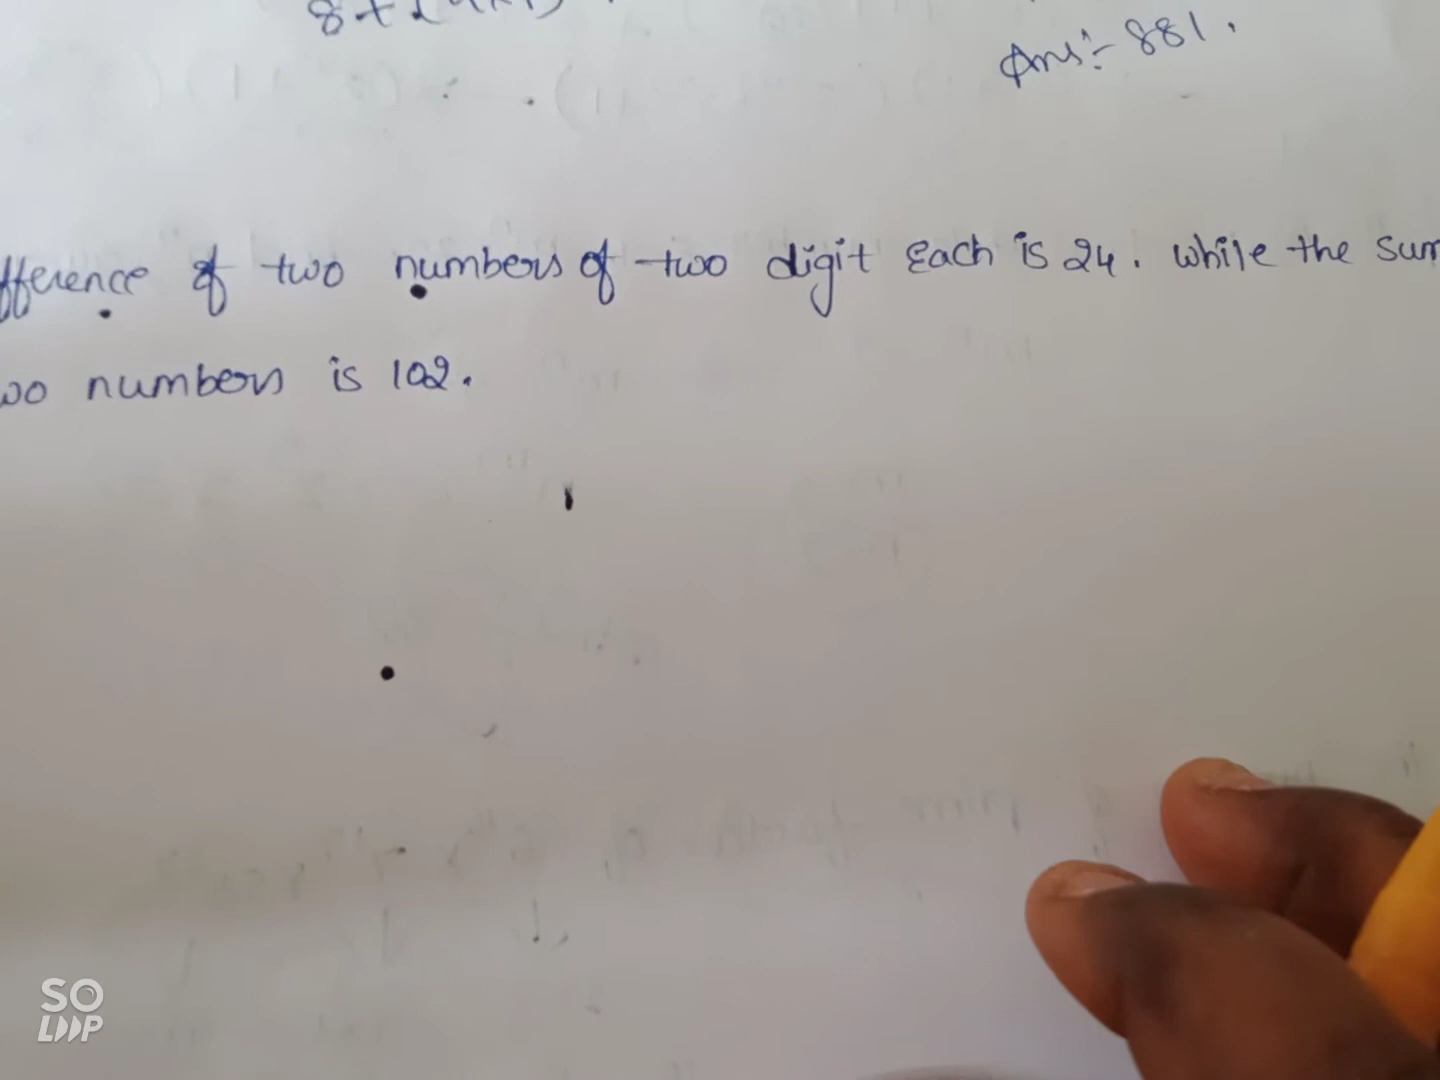 Ans:- 881.
fference of two numbers of two digit each is 24. while the sum
wo numbers is 102.
SO
LOOP